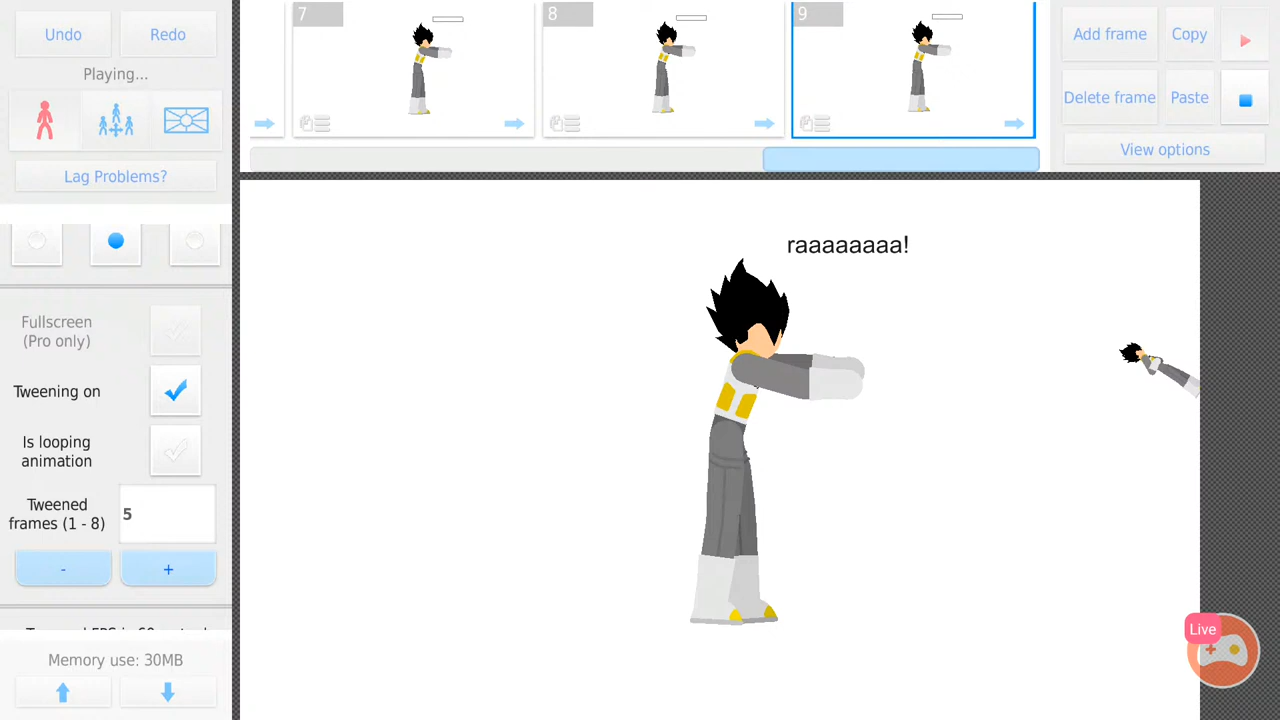 Undo
Redo
Playing...
Lag Problems?
Fullscreen
(Pro only)
Tweening on
Is looping
animation
Tweened
frames (1 - 8)
5
-
+
Memory use: 30MB
7
8
9
Add frame
Copy
Delete frame
Paste
View options
raaaaaaaa!
Live